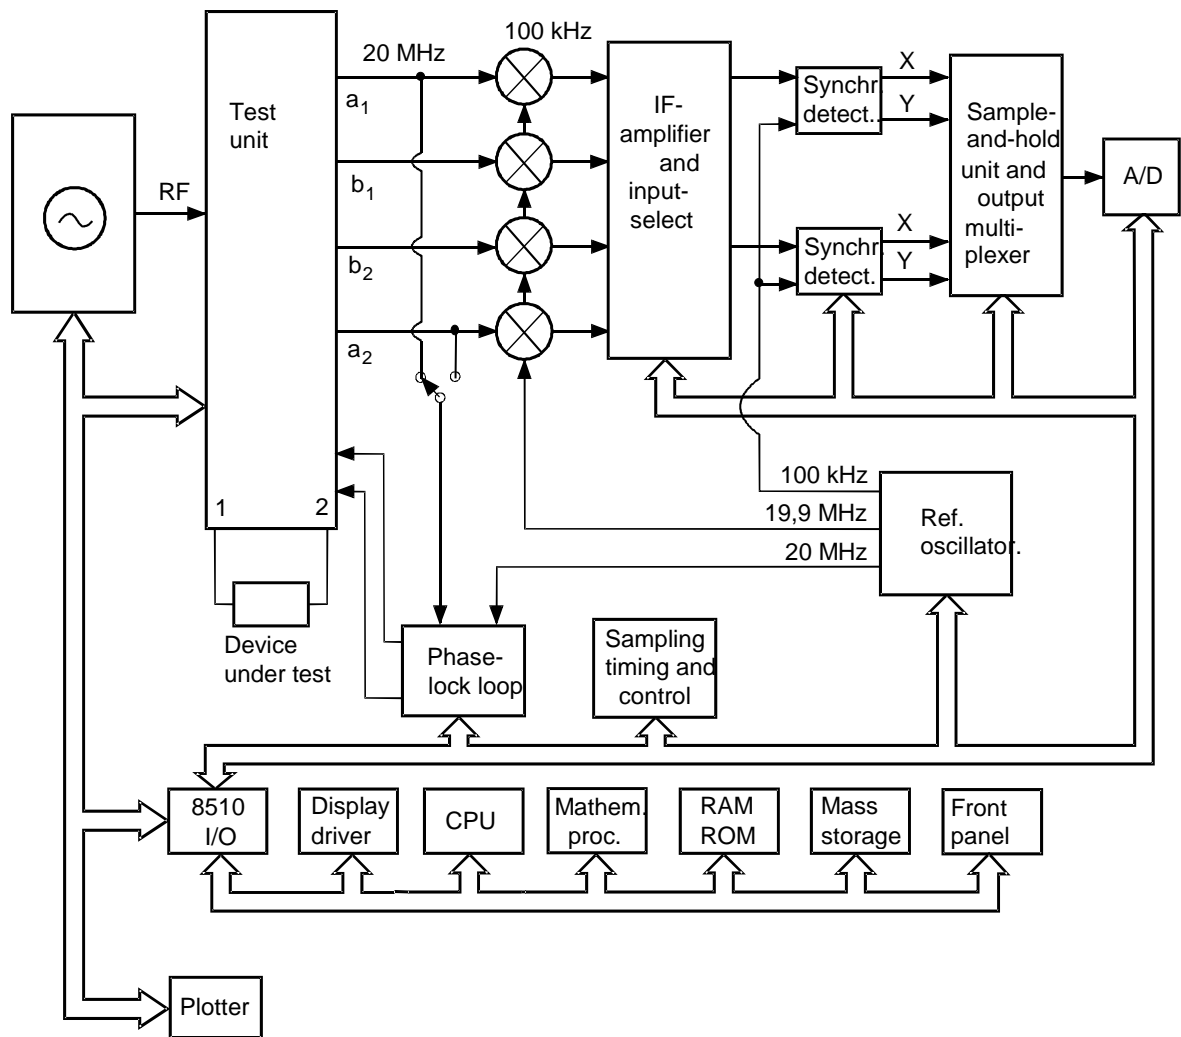 100 kHz
20 MHz
a1
b1
b2
a2
Test
unit
RF
1 2
Device
under test
IF-
amplifier
and
input-
select
Synchr.
detect..
X
Y
Synchr.
detect.
X
Y
Sample-
and-hold
unit and
output
multi-
plexer
A/D
100 kHz
19,9 MHz
20 MHz
Ref.
oscillator.
Phase-
lock loop
Sampling
timing and
control
8510
I/O
Display
driver
CPU
Mathem.
proc.
RAM
ROM
Mass
storage
Front
panel
Plotter